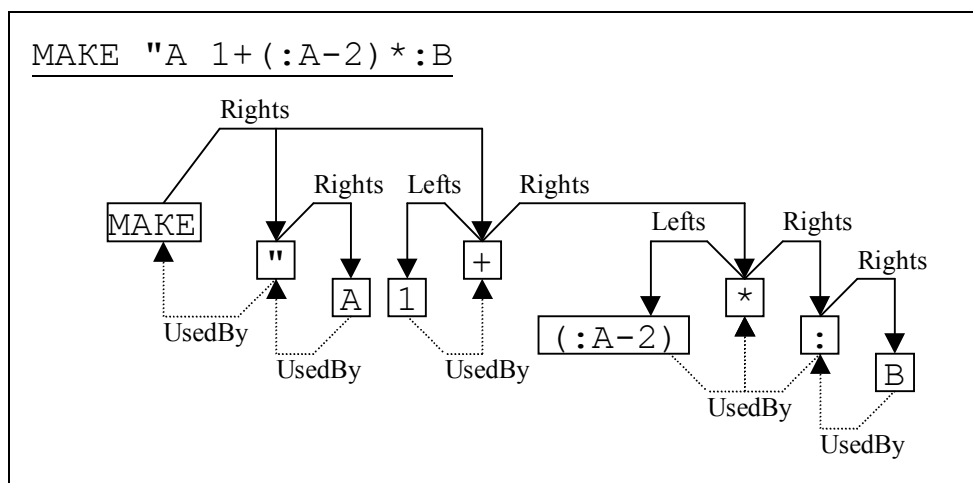 MAKE "A 1+(:A-2)*:B
Rights
Rights Lefts Rights
MAKE
Lefts Rights
" +
Rights
A 1 *
UsedBy
(:A-2) :
UsedBy UsedBy
B
UsedBy
UsedBy